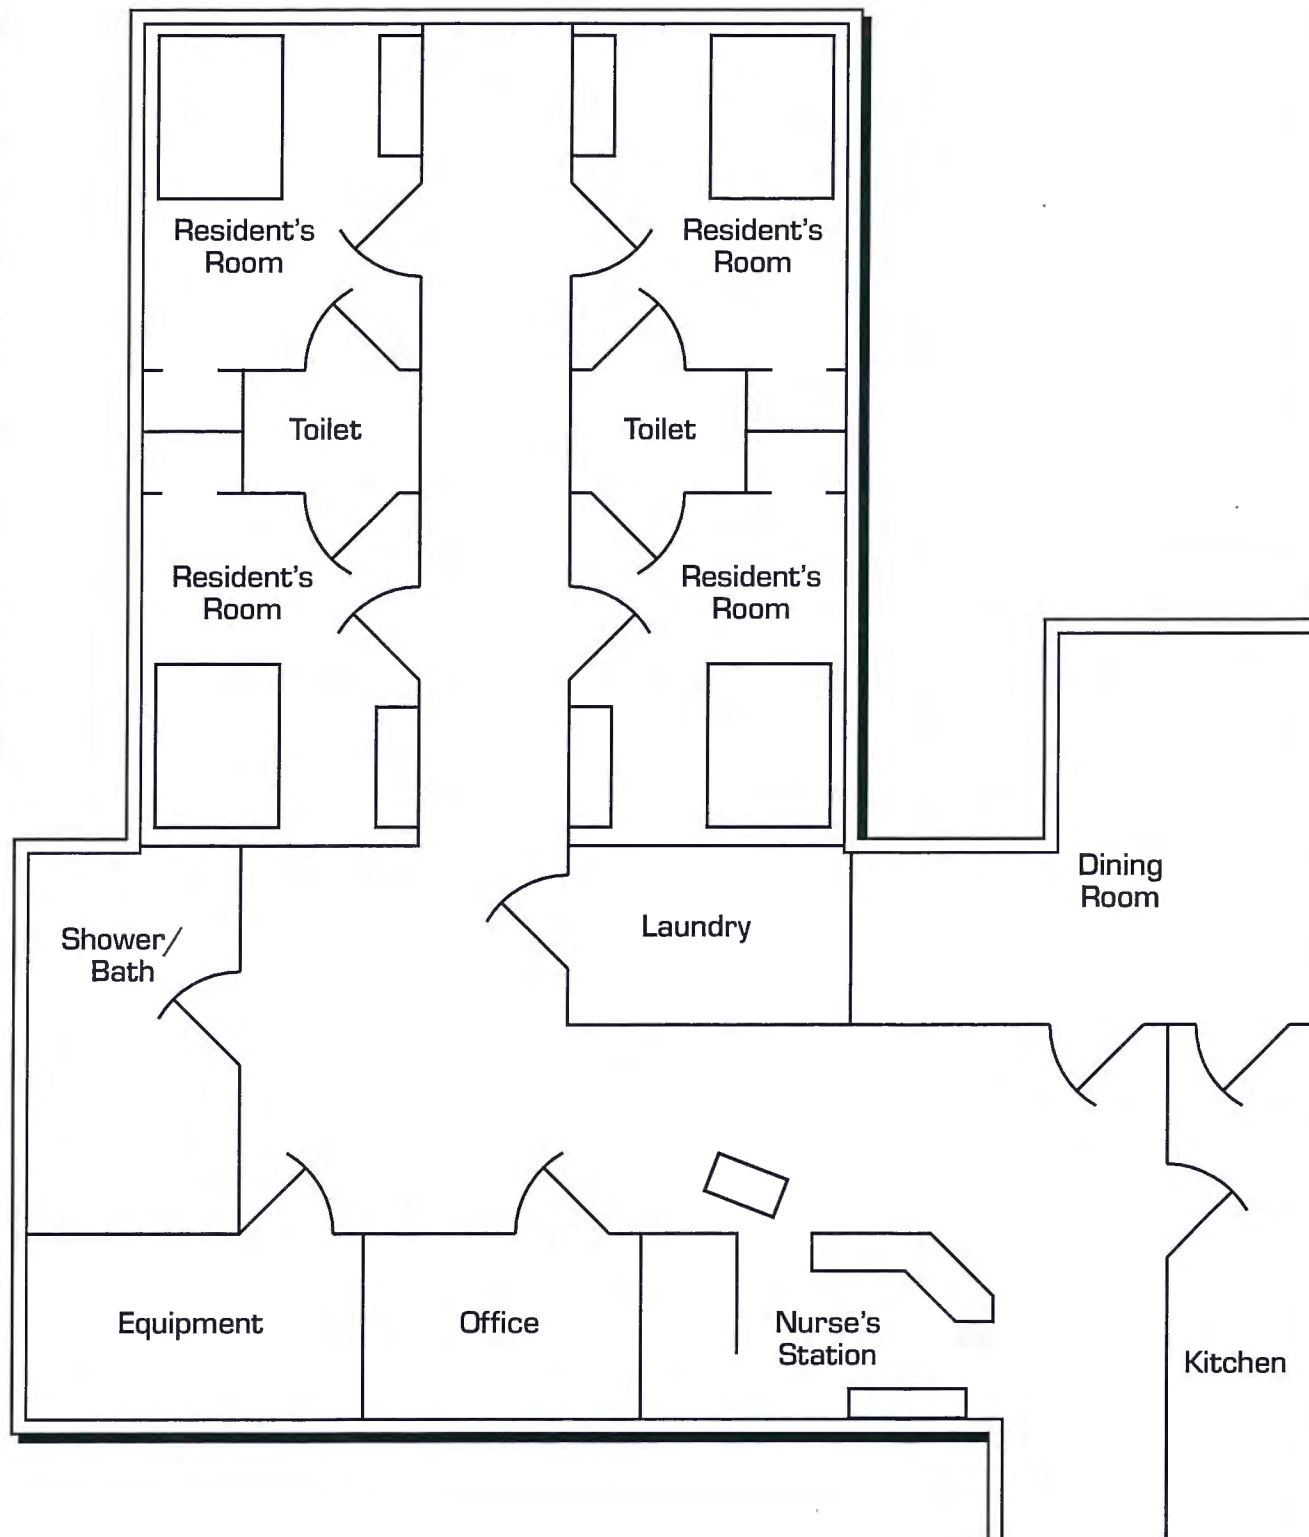 Resident's
Room
Resident's
Room
Toilet
Toilet
Resident's
Room
Resident's
Room
Dining
Room
Shower/
Bath
Laundry
Equipment
Office
Nurse's
Station
Kitchen